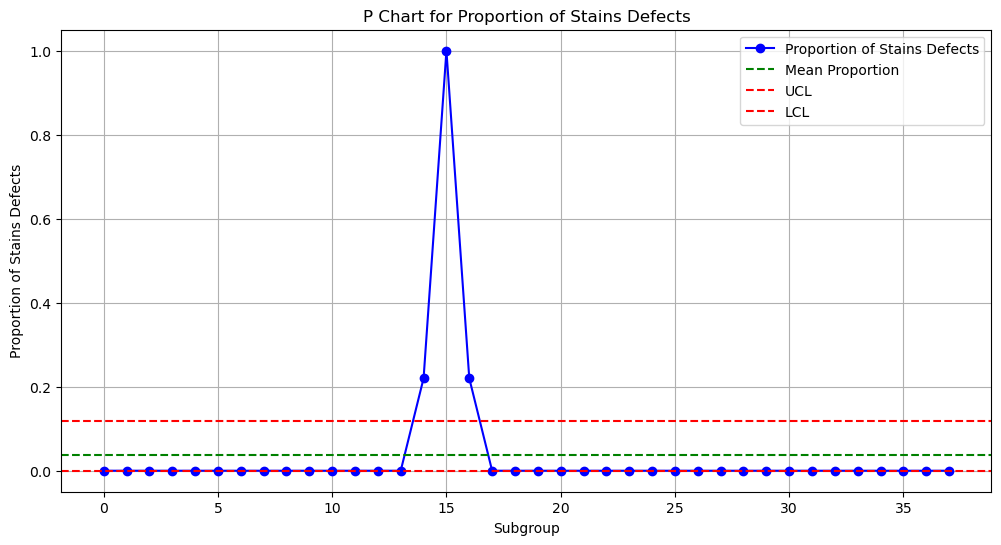 P Chart for Proportion of Stains Defects
Proportion of Stains Defects
Mean Proportion
UCL
LCL
1.0
0.8
0.6
0.4
0.2
0.0
Proportion of Stains Defects
0 5 10 15 20 25 30 35
Subgroup